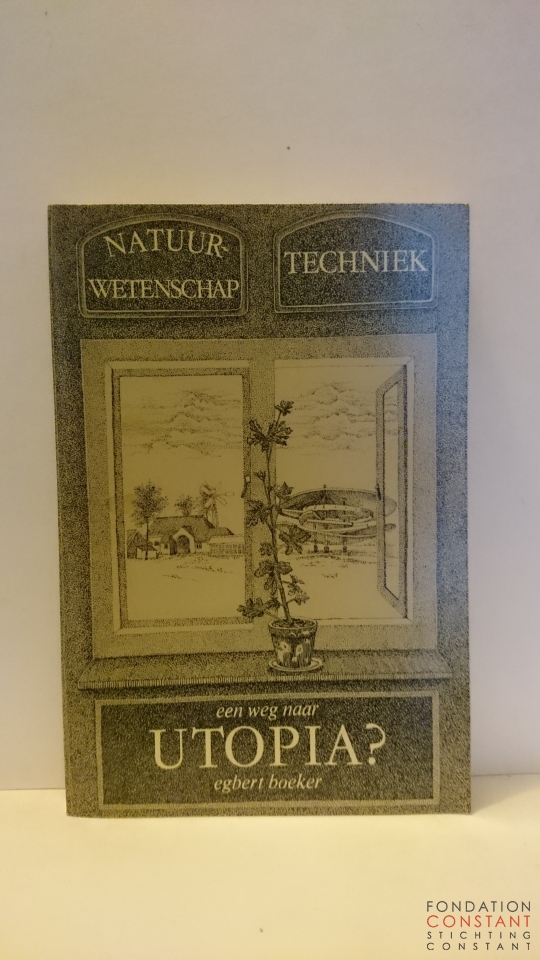 NATUUR-
WETENSCHAP
TECHNIEK
een weg naar
UTOPIA?
egbert boeker
FONDATION
CONSTANT
STICHTING
CONSTANT